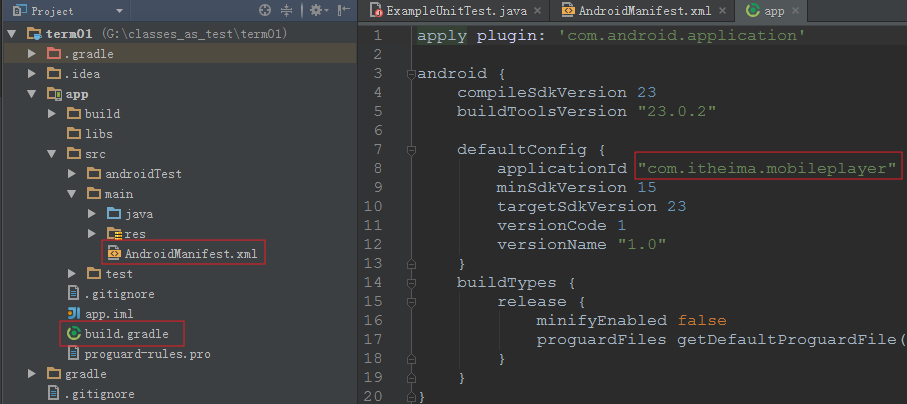 Project
term01 (G:\classes_as_test\term01)
.gradle
.idea
app
build
libs
src
androidTest
main
java
res
AndroidManifest.xml
test
.gitignore
app.iml
build.gradle
proguard-rules.pro
gradle
.gitignore
ExampleUnitTest.java × AndroidManifest.xml × app ×
1 apply plugin: 'com.android.application'
2
3 android {
4 compileSdkVersion 23
5 buildToolsVersion "23.0.2"
6
7 defaultConfig {
8 applicationId "com.itheima.mobileplayer"
9 minSdkVersion 15
10 targetSdkVersion 23
11 versionCode 1
12 versionName "1.0"
13 }
14 buildTypes {
15 release {
16 minifyEnabled false
17 proguardFiles getDefaultProguardFile(
18 }
19 }
20 }